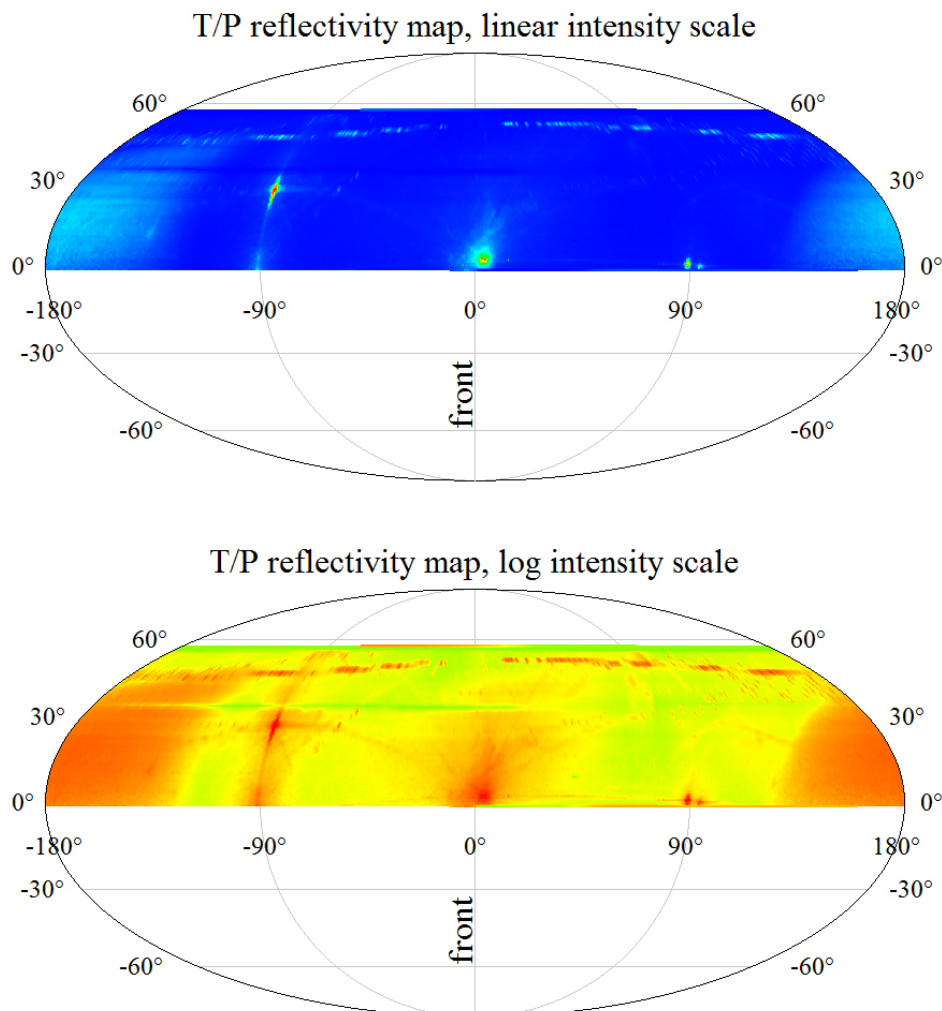 T/P reflectivity map, linear intensity scale
60° 60°
30° 30°
0° 0°
-180° -90° 0° 90° 180°
-30° -30°
front
-60° -60°
T/P reflectivity map, log intensity scale
60° 60°
30° 30°
0° 0°
-180° -90° 0° 90° 180°
-30° -30°
front
-60° -60°